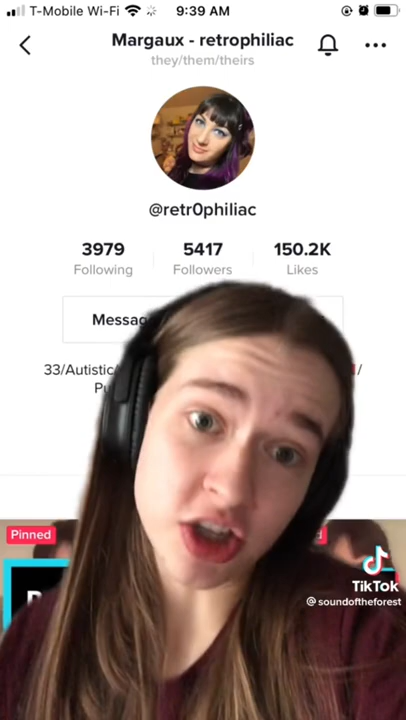 T-Mobile Wi-Fi 9:39 AM
Margaux - retrophiliac
they/them/theirs
@retr0philiac
3979 5417 150.2K
Following Followers Likes
Messag
33/Autistic/
Pu
Pinned
TikTok
@soundoftheforest